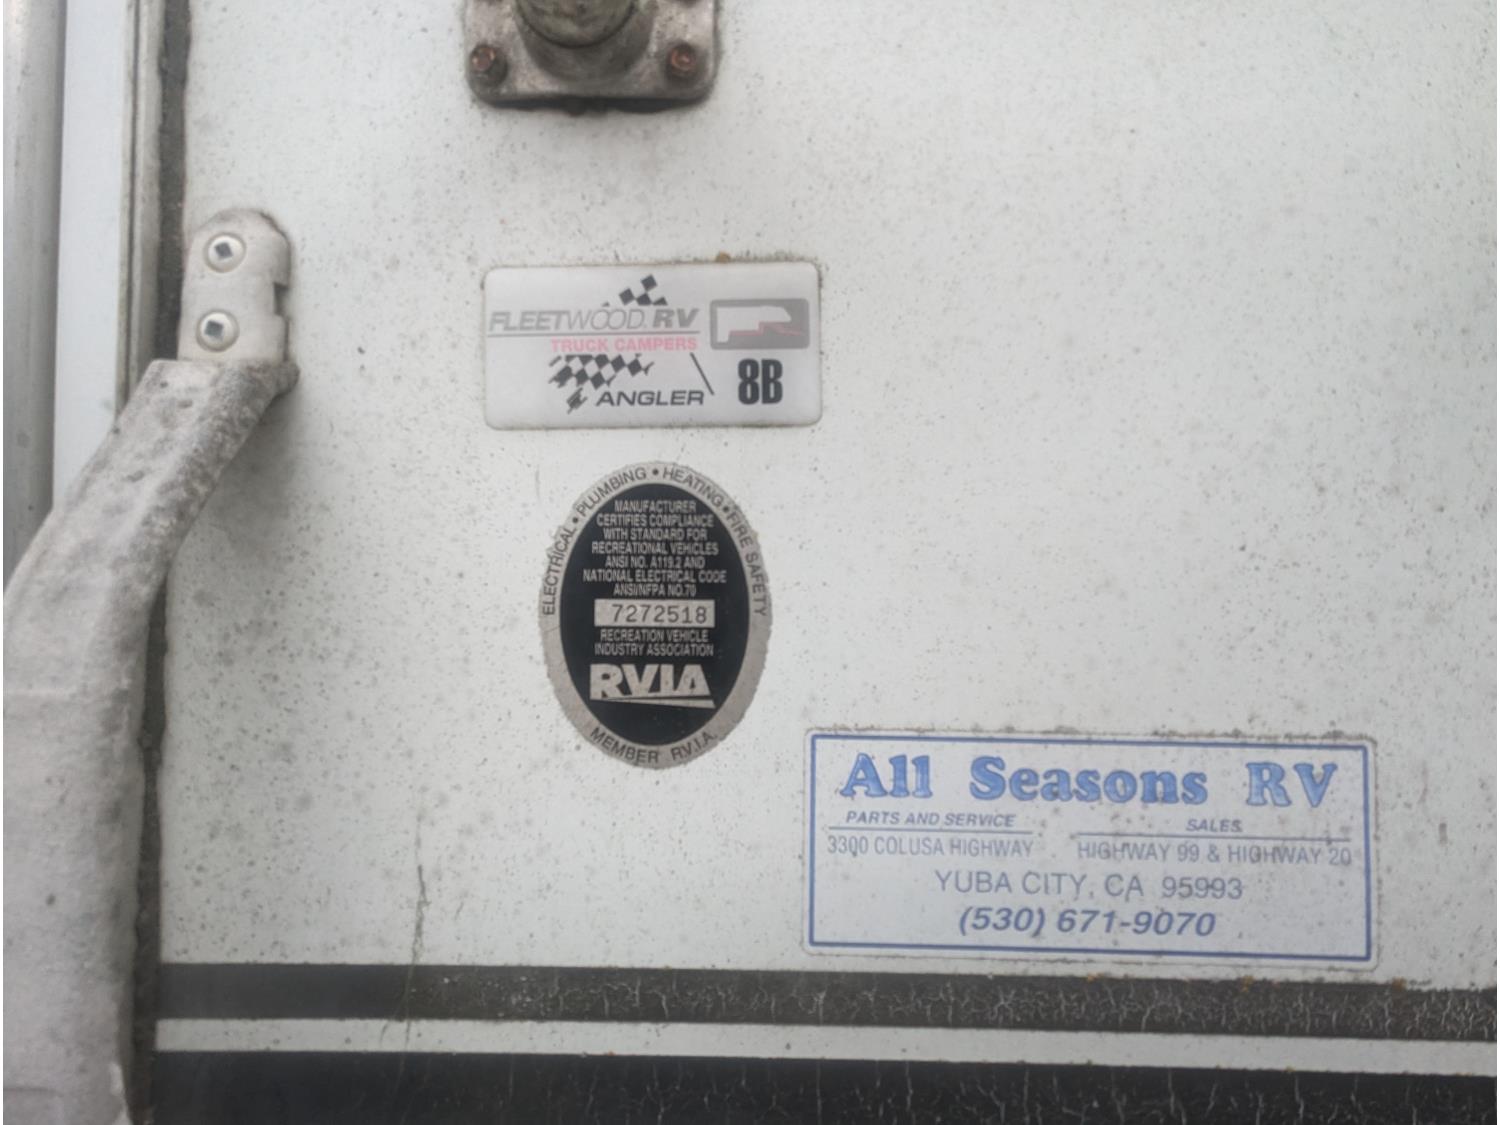 FLEETWOOD. RV
TRUCK CAMPERS
ANGLER
8B
ELECTRICAL • PLUMBING • HEATING • FIRE SAFETY
MANUFACTURER
CERTIFIES COMPLIANCE
WITH STANDARD FOR
RECREATIONAL VEHICLES
ANSI NO. A119.2 AND
NATIONAL ELECTRICAL CODE
ANSI/NFPA NO.70
7272518
RECREATION VEHICLE
INDUSTRY ASSOCIATION
RVIA
MEMBER R.V.I.A.
All Seasons RV
PARTS AND SERVICE
3300 COLUSA HIGHWAY
SALES
HIGHWAY 99 & HIGHWAY 20
YUBA CITY, CA 95993
(530) 671-9070